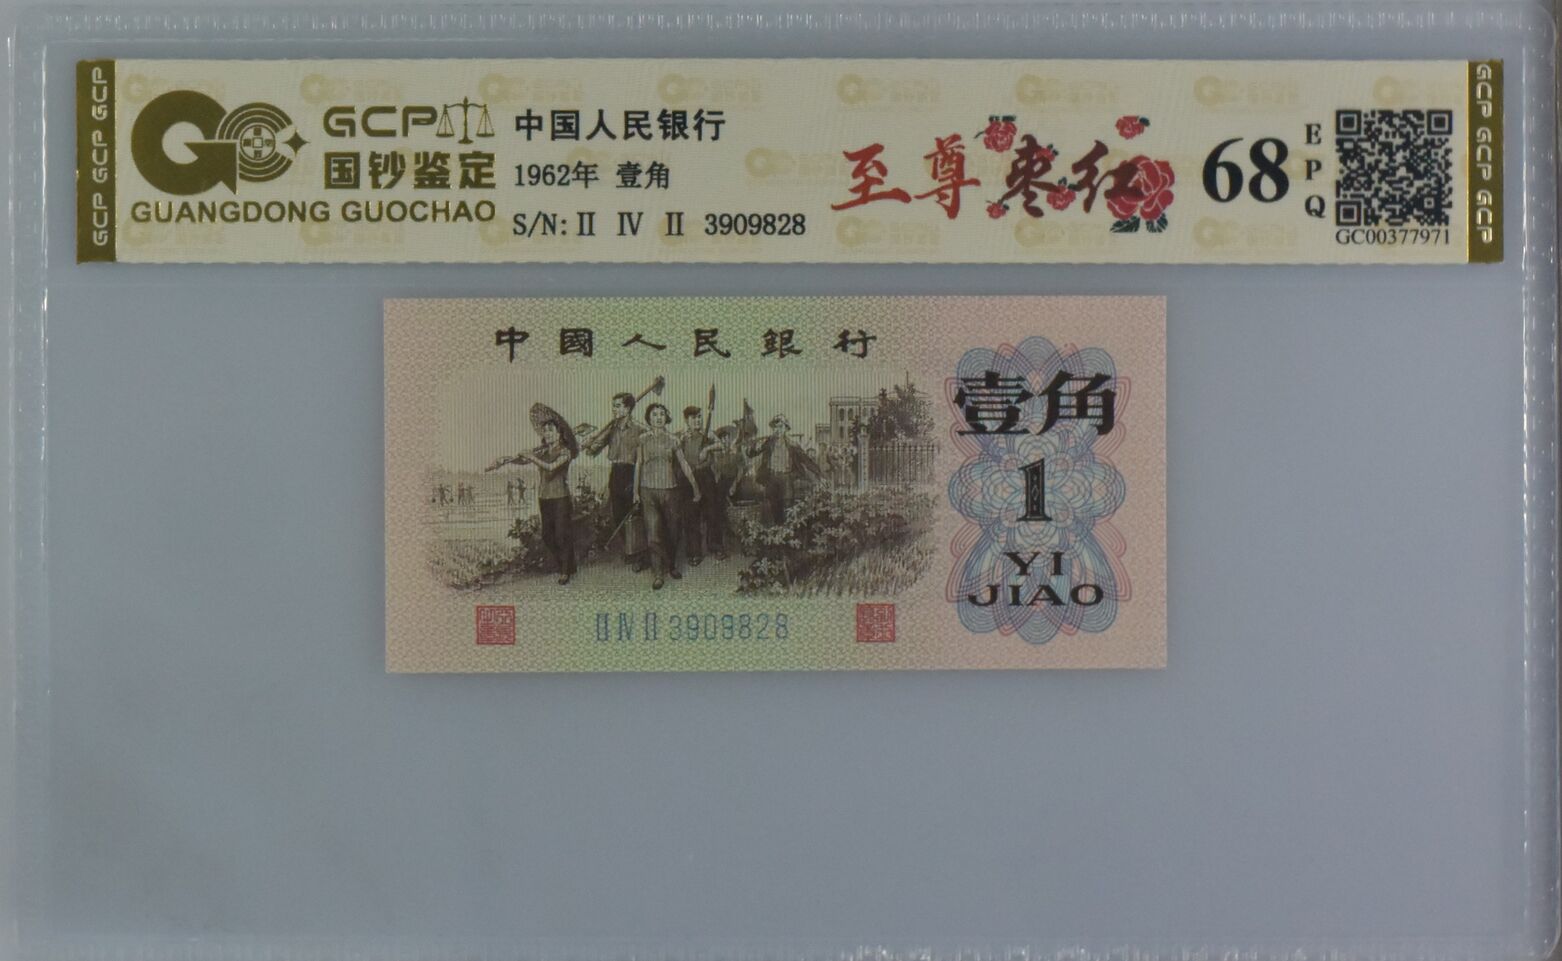 GCP GCP GCP
GCP
国钞鉴定
GUANGDONG GUOCHAO
中国人民银行
1962年 壹角
S/N: II IV II 3909828
至尊枣红
68
EPQ
GC00377971
GCP GCP GCP
中國人民銀行
壹角
1
YI
JIAO
II IV II 3909828